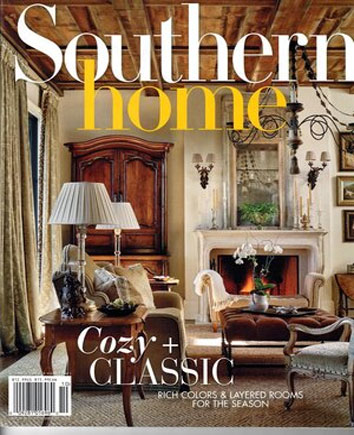 Southern
home
Cozy +
CLASSIC
RICH COLORS & LAYERED ROOMS
FOR THE SEASON